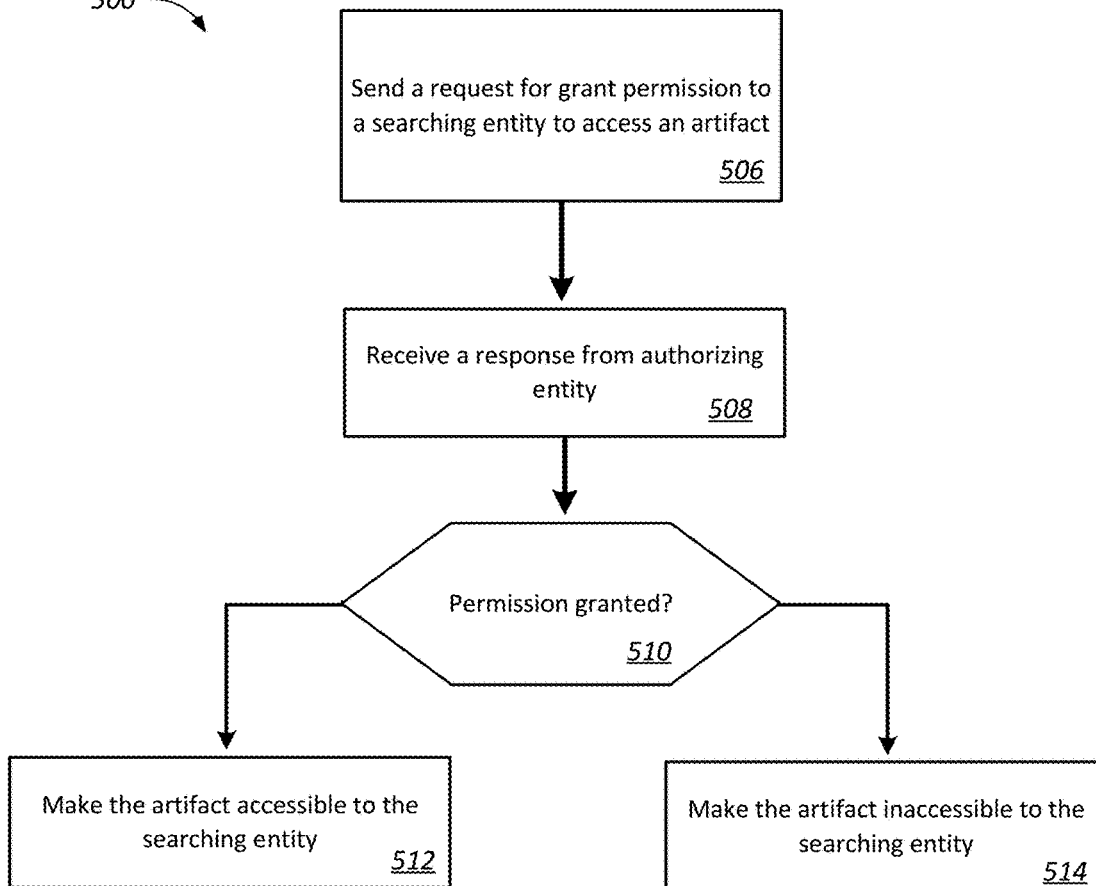 500
Send a request for grant permission to
a searching entity to access an artifact
506
Receive a response from authorizing
entity
508
Permission granted?
510
Make the artifact accessible to the
searching entity
512
Make the artifact inaccessible to the
searching entity
514